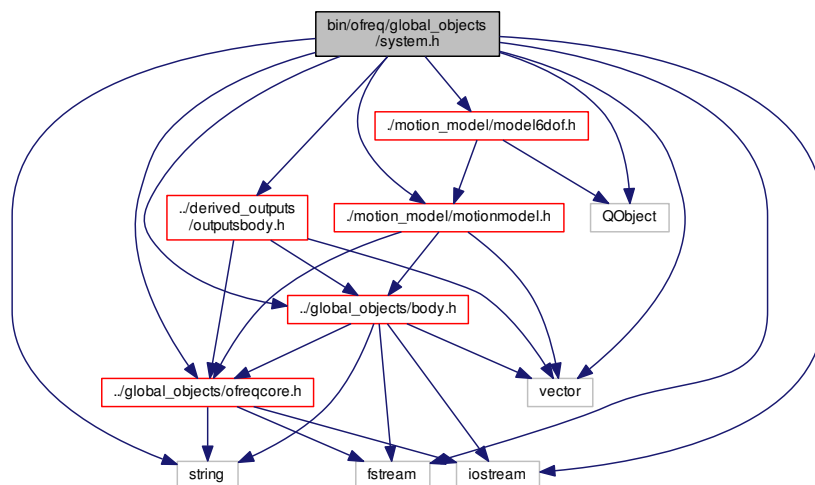 bin/ofreq/global_objects
/system.h
./motion_model/model6dof.h
../derived_outputs
/outputsbody.h
./motion_model/motionmodel.h
QObject
../global_objects/body.h
../global_objects/ofreqcore.h
vector
string
fstream
iostream